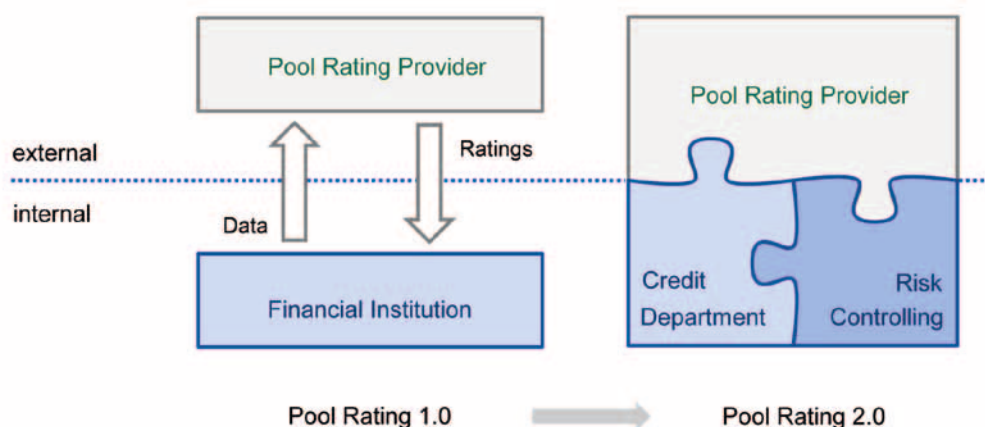 Pool Rating Provider
Pool Rating Provider
external
Ratings
internal
Data
Financial Institution
Credit
Department
Risk
Controlling
Pool Rating 1.0
Pool Rating 2.0